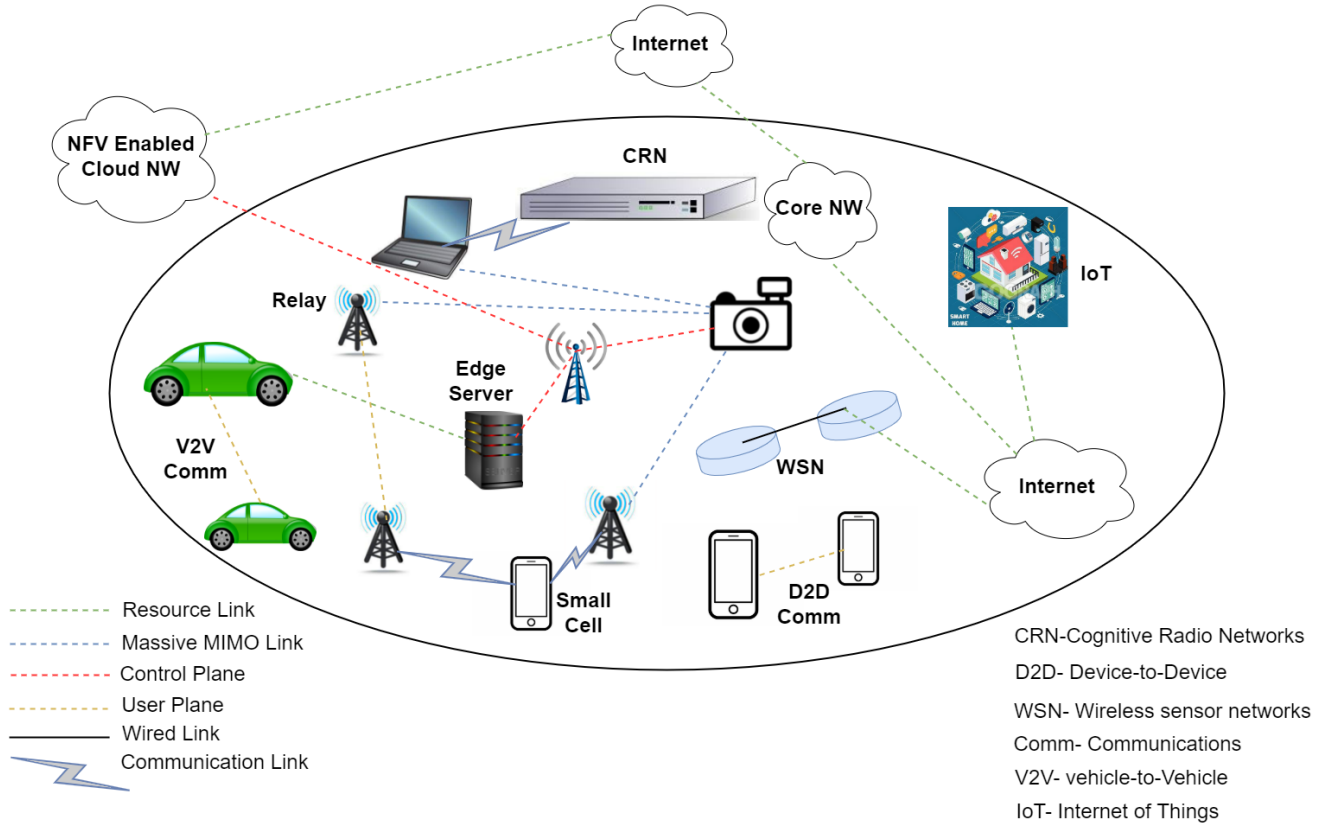 Internet
NFV Enabled
Cloud NW
CRN
Core NW
SMART
HOME
IoT
Relay
Edge
Server
V2V
Comm
WSN
Internet
Small
Cell
D2D
Comm
Resource Link
Massive MIMO Link
Control Plane
User Plane
Wired Link
Communication Link
CRN-Cognitive Radio Networks
D2D- Device-to-Device
WSN- Wireless sensor networks
Comm- Communications
V2V- vehicle-to-Vehicle
IoT- Internet of Things